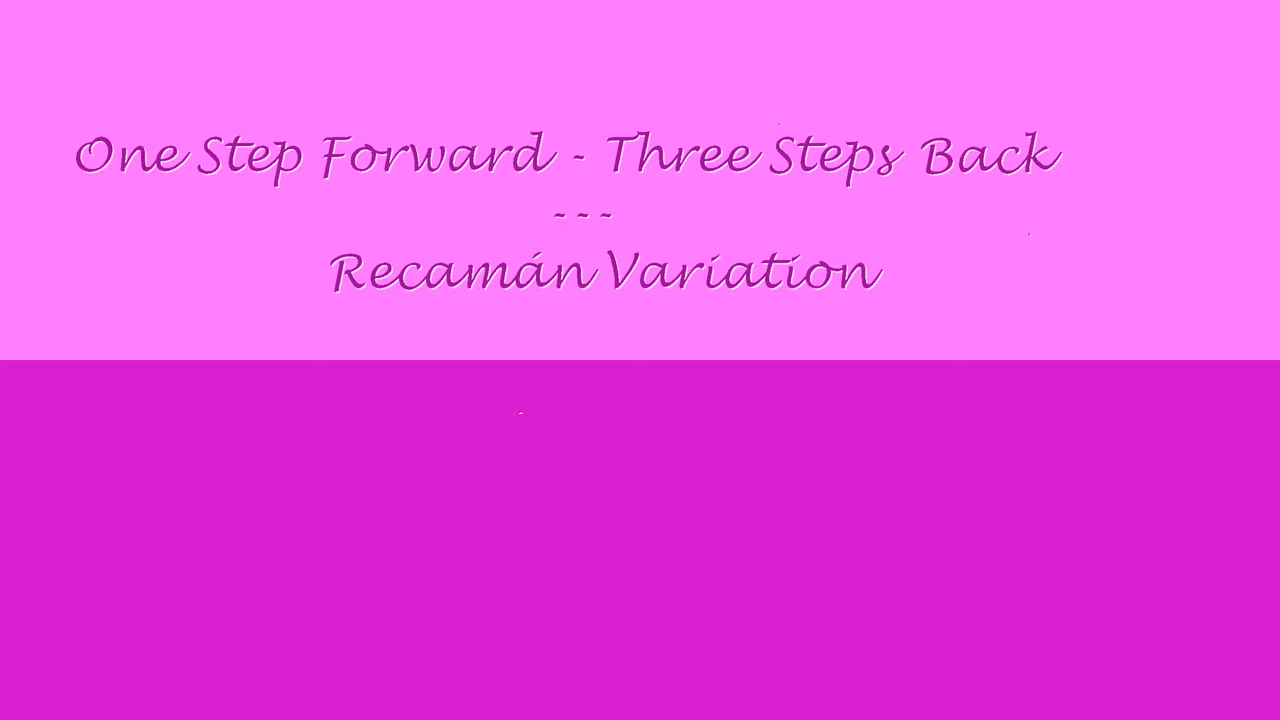 One Step Forward - Three Steps Back
---
Recamán Variation